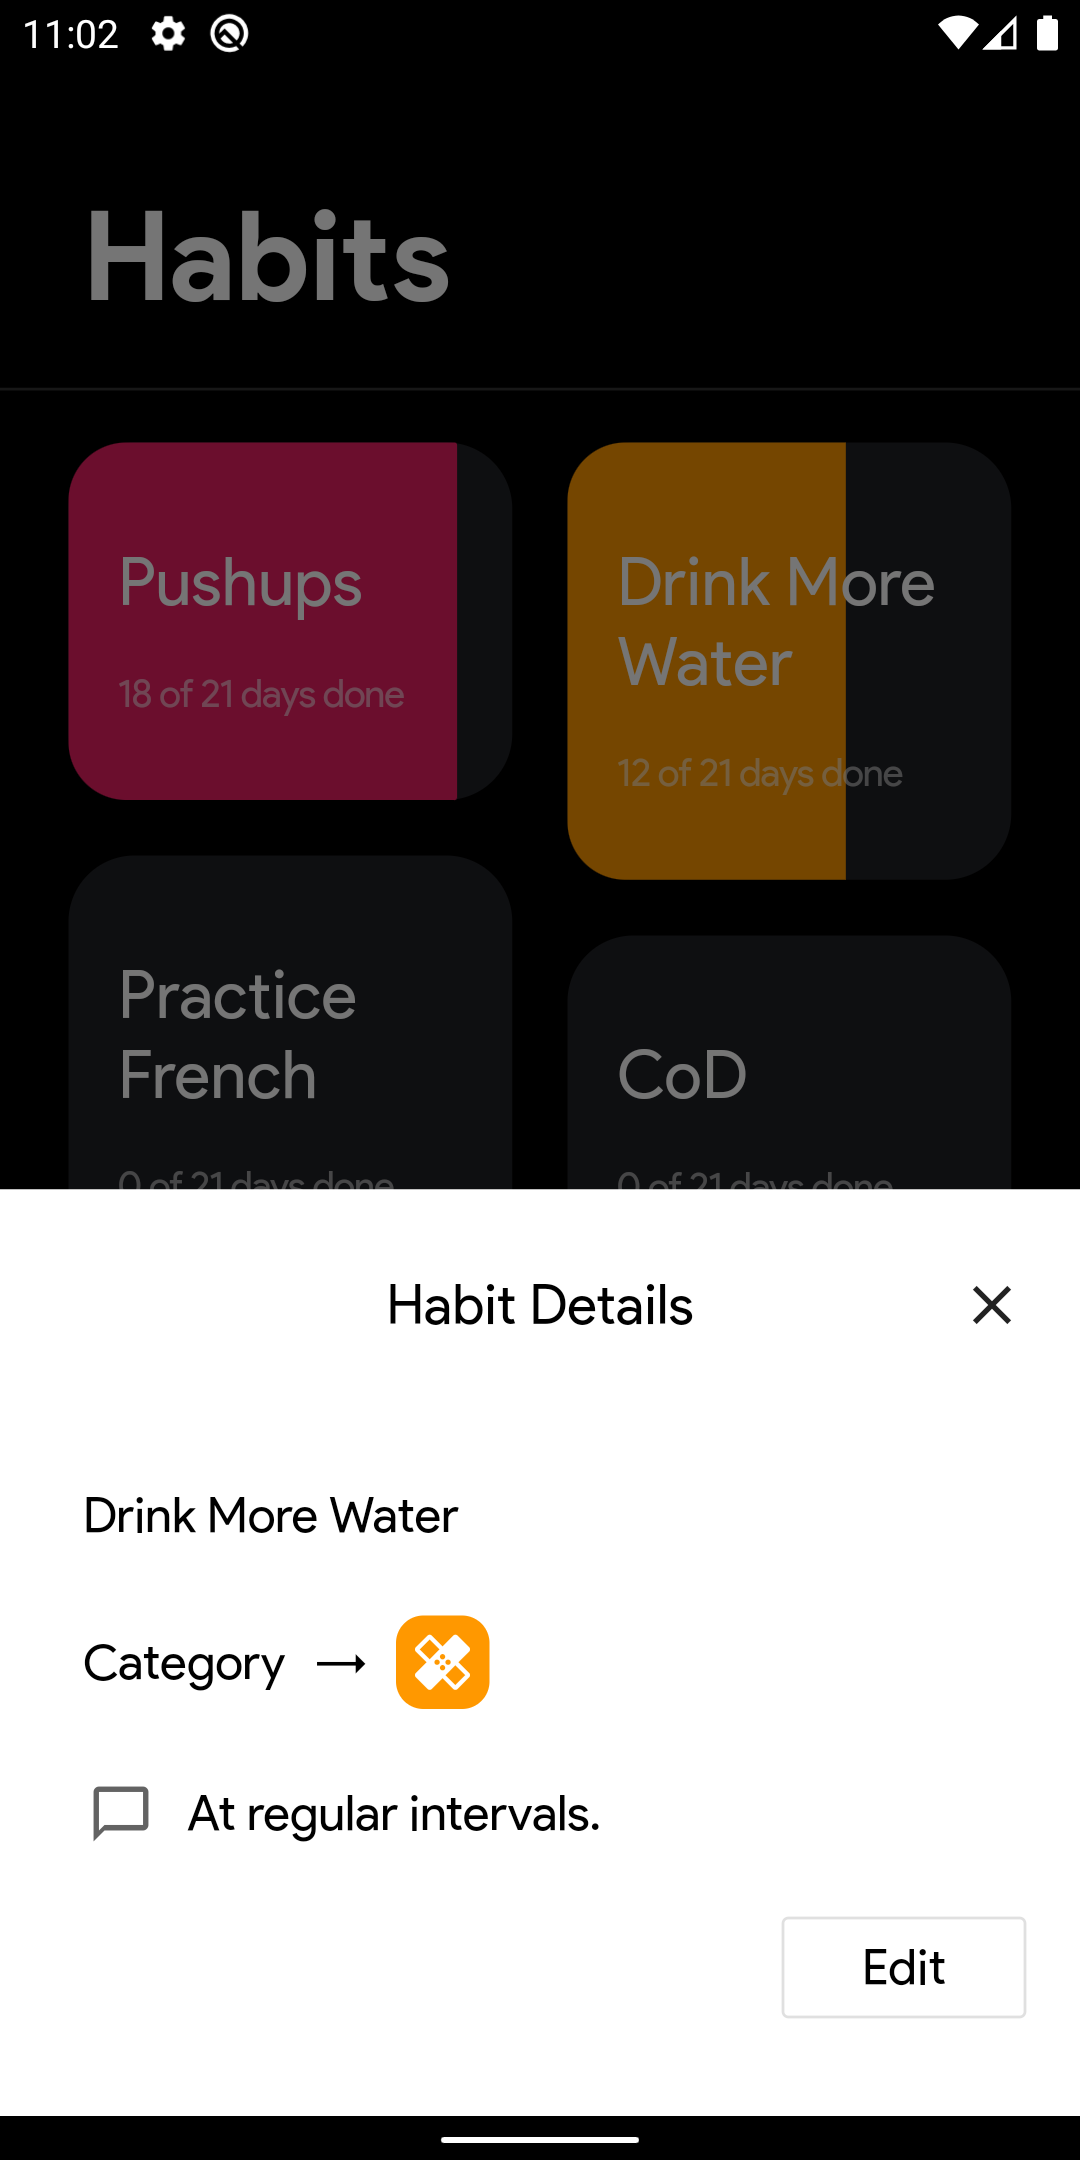 11:02
Habits
Pushups
18 of 21 days done
Drink More
Water
12 of 21 days done
Practice
French
0 of 21 days done
CoD
0 of 21 days done
Habit Details
Drink More Water
Category →
At regular intervals.
Edit